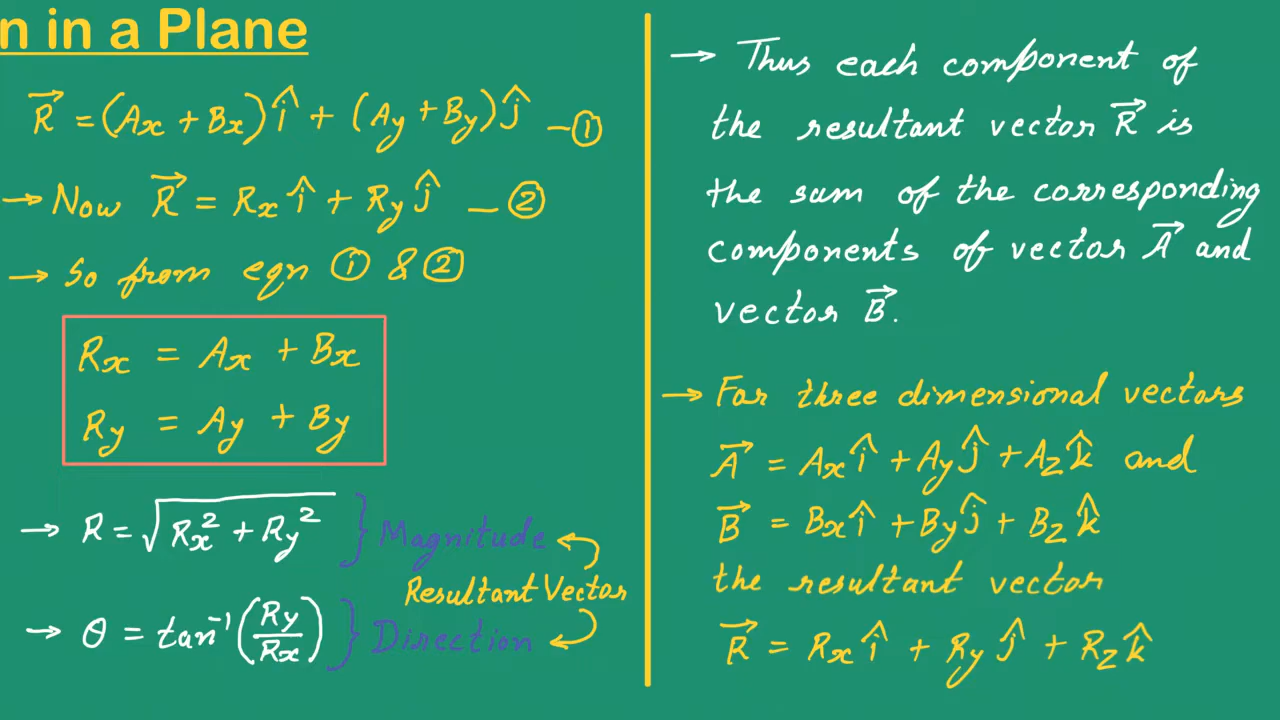 n in a Plane
R⃗ = (Ax + Bx) î + (Ay + By) ĵ — ①
→ Now R⃗ = Rx î + Ry ĵ — ②
→ So from eqn ① & ②
Rx = Ax + Bx
Ry = Ay + By
→ R = √(Rx² + Ry²) } Magnitude
Resultant Vector
→ θ = tan⁻¹(Ry/Rx) } Direction
→ Thus each component of
the resultant vector R⃗ is
the sum of the corresponding
components of vector A⃗ and
vector B⃗.
→ For three dimensional vectors
A⃗ = Ax î + Ay ĵ + Az k̂ and
B⃗ = Bx î + By ĵ + Bz k̂
the resultant vector
R⃗ = Rx î + Ry ĵ + Rz k̂